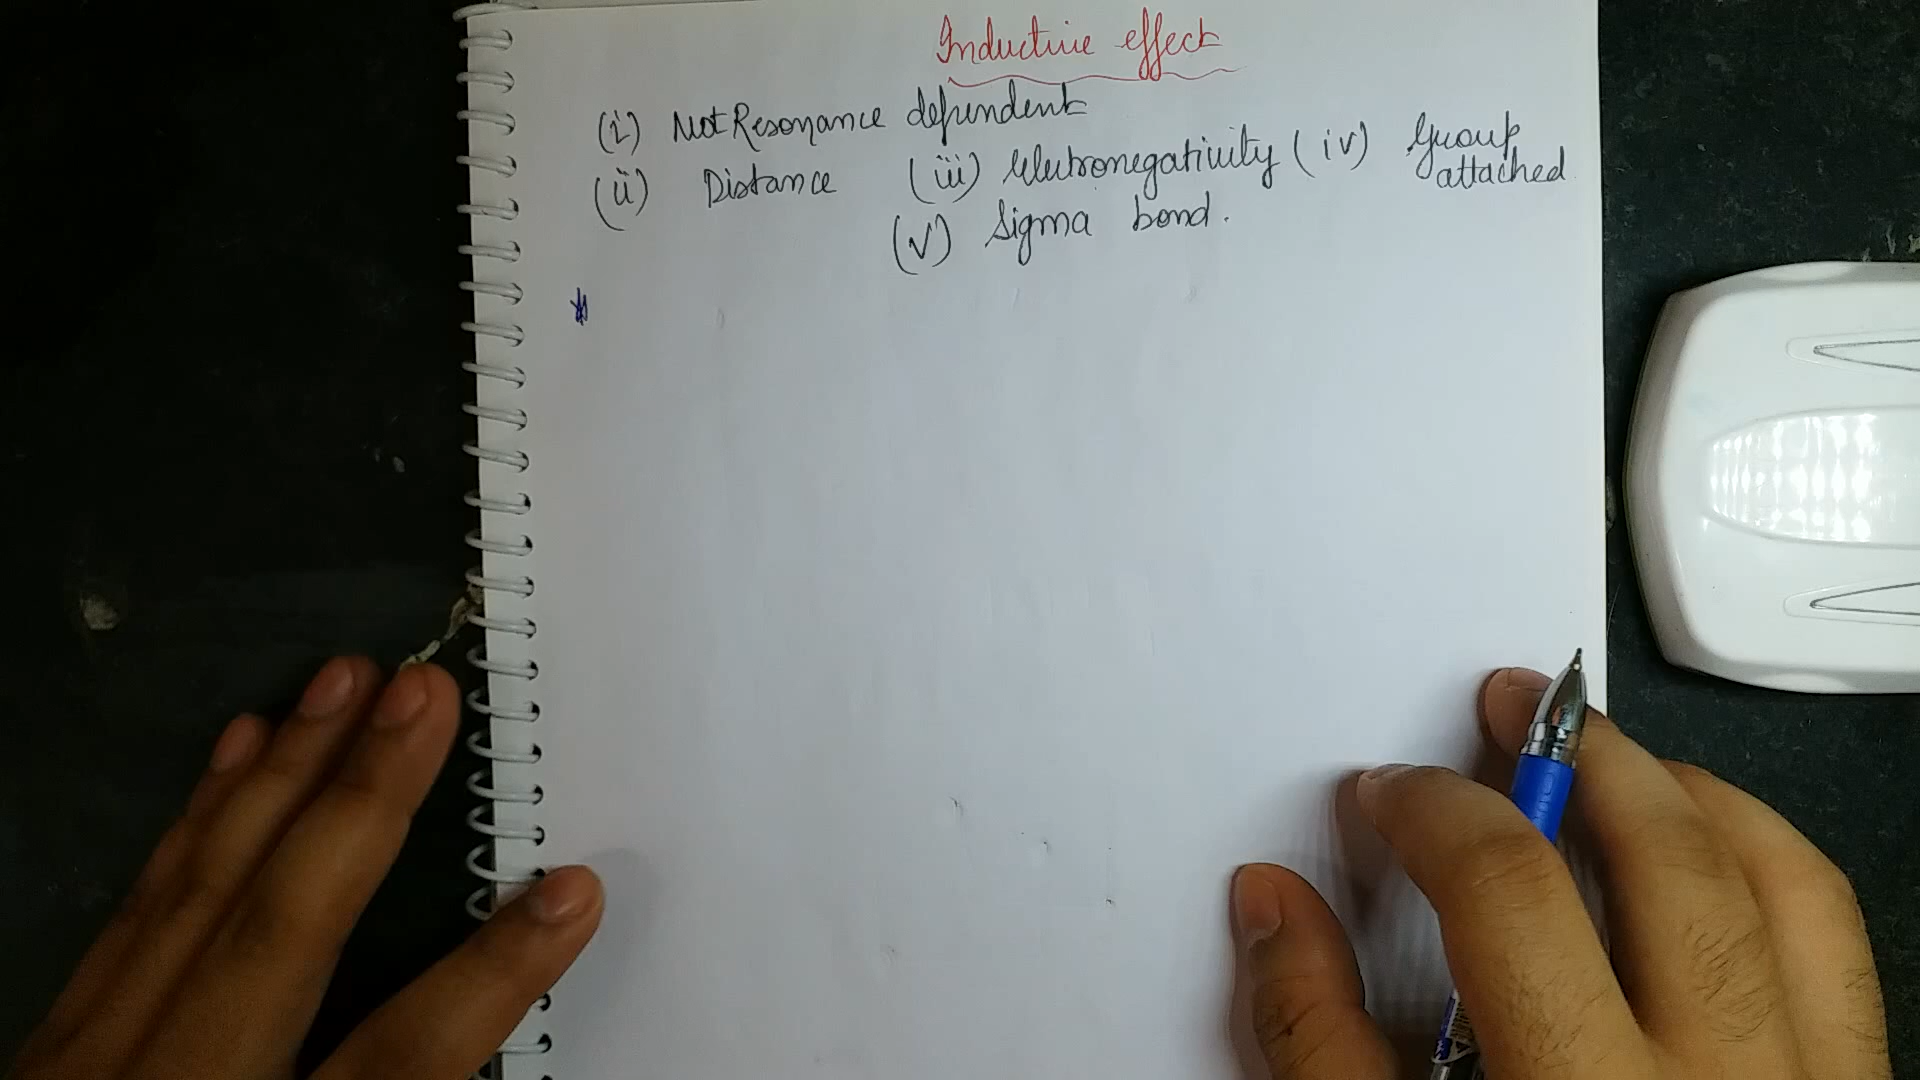 Inductive effect
(i) Not Resonance dependent
(ii) Distance (iii) Electronegativity (iv) Group attached
(v) Sigma bond.
*